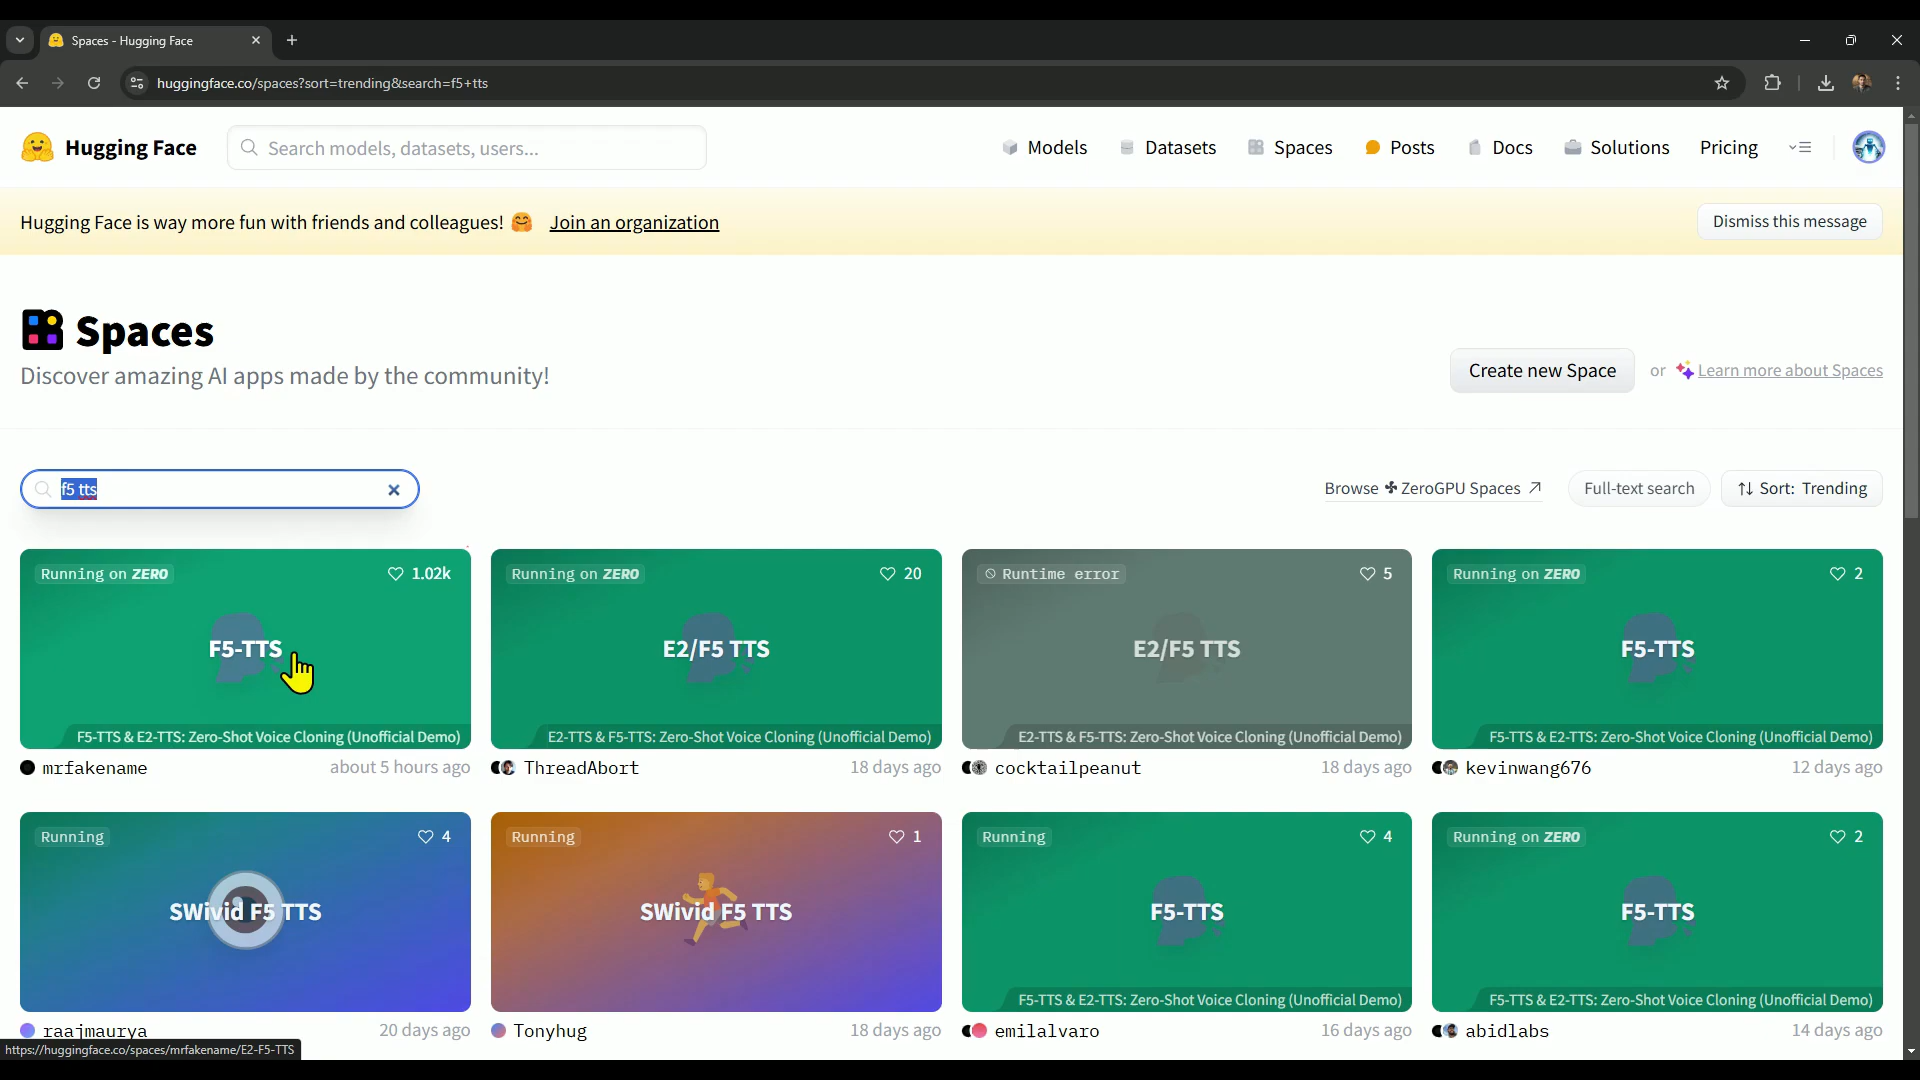 Spaces - Hugging Face
huggingface.co/spaces?sort=trending&search=f5+tts
Hugging Face
Search models, datasets, users...
Models
Datasets
Spaces
Posts
Docs
Solutions
Pricing
Hugging Face is way more fun with friends and colleagues! 🤗 Join an organization
Dismiss this message
Spaces
Discover amazing AI apps made by the community!
Create new Space
or Learn more about Spaces
f5 tts
Browse ZeroGPU Spaces
Full-text search
Sort: Trending
Running on ZERO
1.02k
F5-TTS
F5-TTS & E2-TTS: Zero-Shot Voice Cloning (Unofficial Demo)
mrfakename
about 5 hours ago
Running on ZERO
20
E2/F5 TTS
E2-TTS & F5-TTS: Zero-Shot Voice Cloning (Unofficial Demo)
ThreadAbort
18 days ago
Runtime error
5
E2/F5 TTS
E2-TTS & F5-TTS: Zero-Shot Voice Cloning (Unofficial Demo)
cocktailpeanut
18 days ago
Running on ZERO
2
F5-TTS
F5-TTS & E2-TTS: Zero-Shot Voice Cloning (Unofficial Demo)
kevinwang676
12 days ago
Running
4
SWivid F5 TTS
raajmaurya
20 days ago
Running
1
SWivid F5 TTS
Tonyhug
18 days ago
Running
4
F5-TTS
F5-TTS & E2-TTS: Zero-Shot Voice Cloning (Unofficial Demo)
emilalvaro
16 days ago
Running on ZERO
2
F5-TTS
F5-TTS & E2-TTS: Zero-Shot Voice Cloning (Unofficial Demo)
abidlabs
14 days ago
https://huggingface.co/spaces/mrfakename/E2-F5-TTS